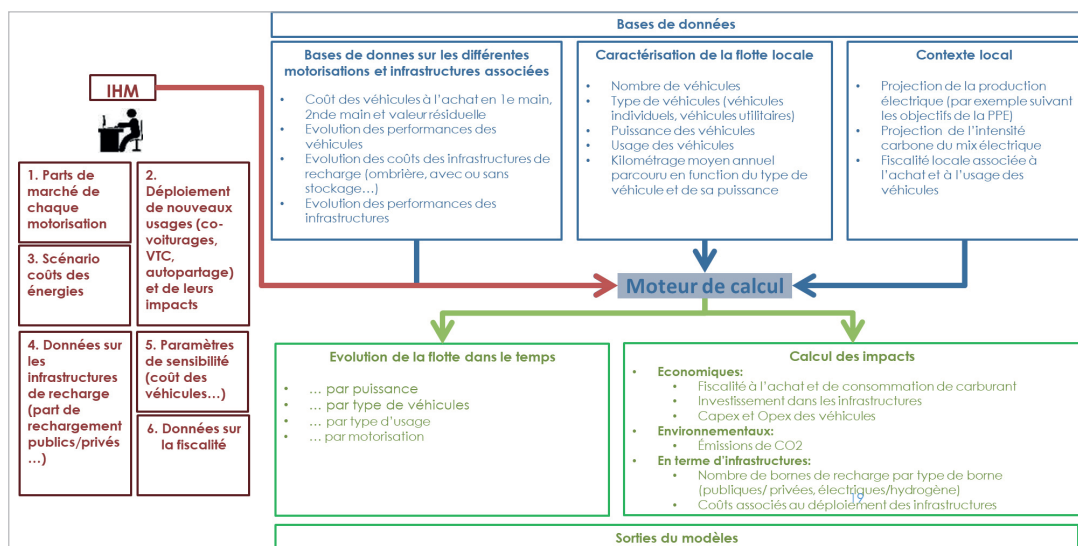 Bases de données
Bases de donnes sur les différentes
motorisations et infrastructures associées
• Coût des véhicules à l'achat en 1e main,
2nde main et valeur résiduelle
• Evolution des performances des
véhicules
• Evolution des coûts des infrastructures de
recharge (ombrière, avec ou sans
stockage…)
• Evolution des performances des
infrastructures
Caractérisation de la flotte locale
• Nombre de véhicules
• Type de véhicules (véhicules
individuels, véhicules utilitaires)
• Puissance des véhicules
• Usage des véhicules
• Kilométrage moyen annuel
parcouru en fonction du type de
véhicule et de sa puissance
Contexte local
• Projection de la production
électrique (par exemple suivant
les objectifs de la PPE)
• Projection de l'intensité
carbone du mix électrique
• Fiscalité locale associée à
l'achat et à l'usage des
véhicules
IHM
1. Parts de
marché de
chaque
motorisation
2.
Déploiement
de nouveaux
usages (co-
voiturages,
VTC,
autopartage)
et de leurs
impacts
3. Scénario
coûts des
énergies
4. Données sur
les
infrastructures
de recharge
(part de
rechargement
publics/privés
…)
5. Paramètres
de sensibilité
(coût des
véhicules…)
6. Données sur
la fiscalité
Moteur de calcul
Evolution de la flotte dans le temps
• … par puissance
• … par type de véhicules
• … par type d'usage
• … par motorisation
Calcul des impacts
• Economiques:
• Fiscalité à l'achat et de consommation de carburant
• Investissement dans les infrastructures
• Capex et Opex des véhicules
• Environnementaux:
• Émissions de CO2
• En terme d'infrastructures:
• Nombre de bornes de recharge par type de borne
(publiques/ privées, électriques/hydrogène)
• Coûts associés au déploiement des infrastructures
19
Sorties du modèles